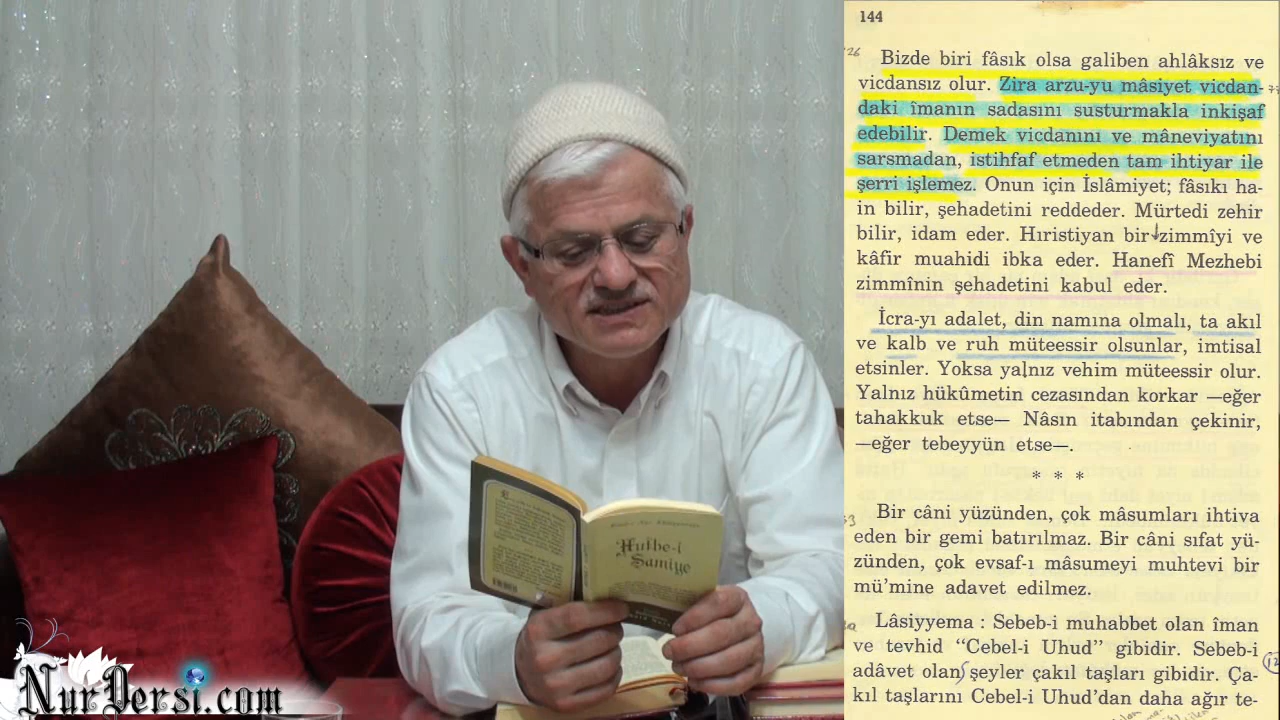 144
26
Bizde biri fâsık olsa galiben ahlâksız ve
vicdansız olur. Zira arzu-yu mâsiyet vicdan-
daki îmanın sadasını susturmakla inkişaf
edebilir. Demek vicdanını ve mâneviyatını
sarsmadan, istihfaf etmeden tam ihtiyar ile
şerri işlemez. Onun için İslâmiyet; fâsıkı ha-
in bilir, şehadetini reddeder. Mürtedi zehir
bilir, idam eder. Hıristiyan bir zimmîyi ve
kâfir muahidi ibka eder. Hanefî Mezhebi
zimmînin şehadetini kabul eder.
İcra-yı adalet, din namına olmalı, ta akıl
ve kalb ve ruh müteessir olsunlar, imtisal
etsinler. Yoksa yalnız vehim müteessir olur.
Yalnız hükûmetin cezasından korkar —eğer
tahakkuk etse— Nâsın itabından çekinir,
—eğer tebeyyün etse—.
* * *
Bir câni yüzünden, çok mâsumları ihtiva
eden bir gemi batırılmaz. Bir câni sıfat yü-
zünden, çok evsaf-ı mâsumeyi muhtevi bir
mü'mine adavet edilmez.
Lâsiyyema : Sebeb-i muhabbet olan îman
ve tevhid “Cebel-i Uhud” gibidir. Sebeb-i
adâvet olan şeyler çakıl taşları gibidir. Ça-
kıl taşlarını Cebel-i Uhud'dan daha ağır te-
Hutbe-i
Şamiye
NurDersi.com